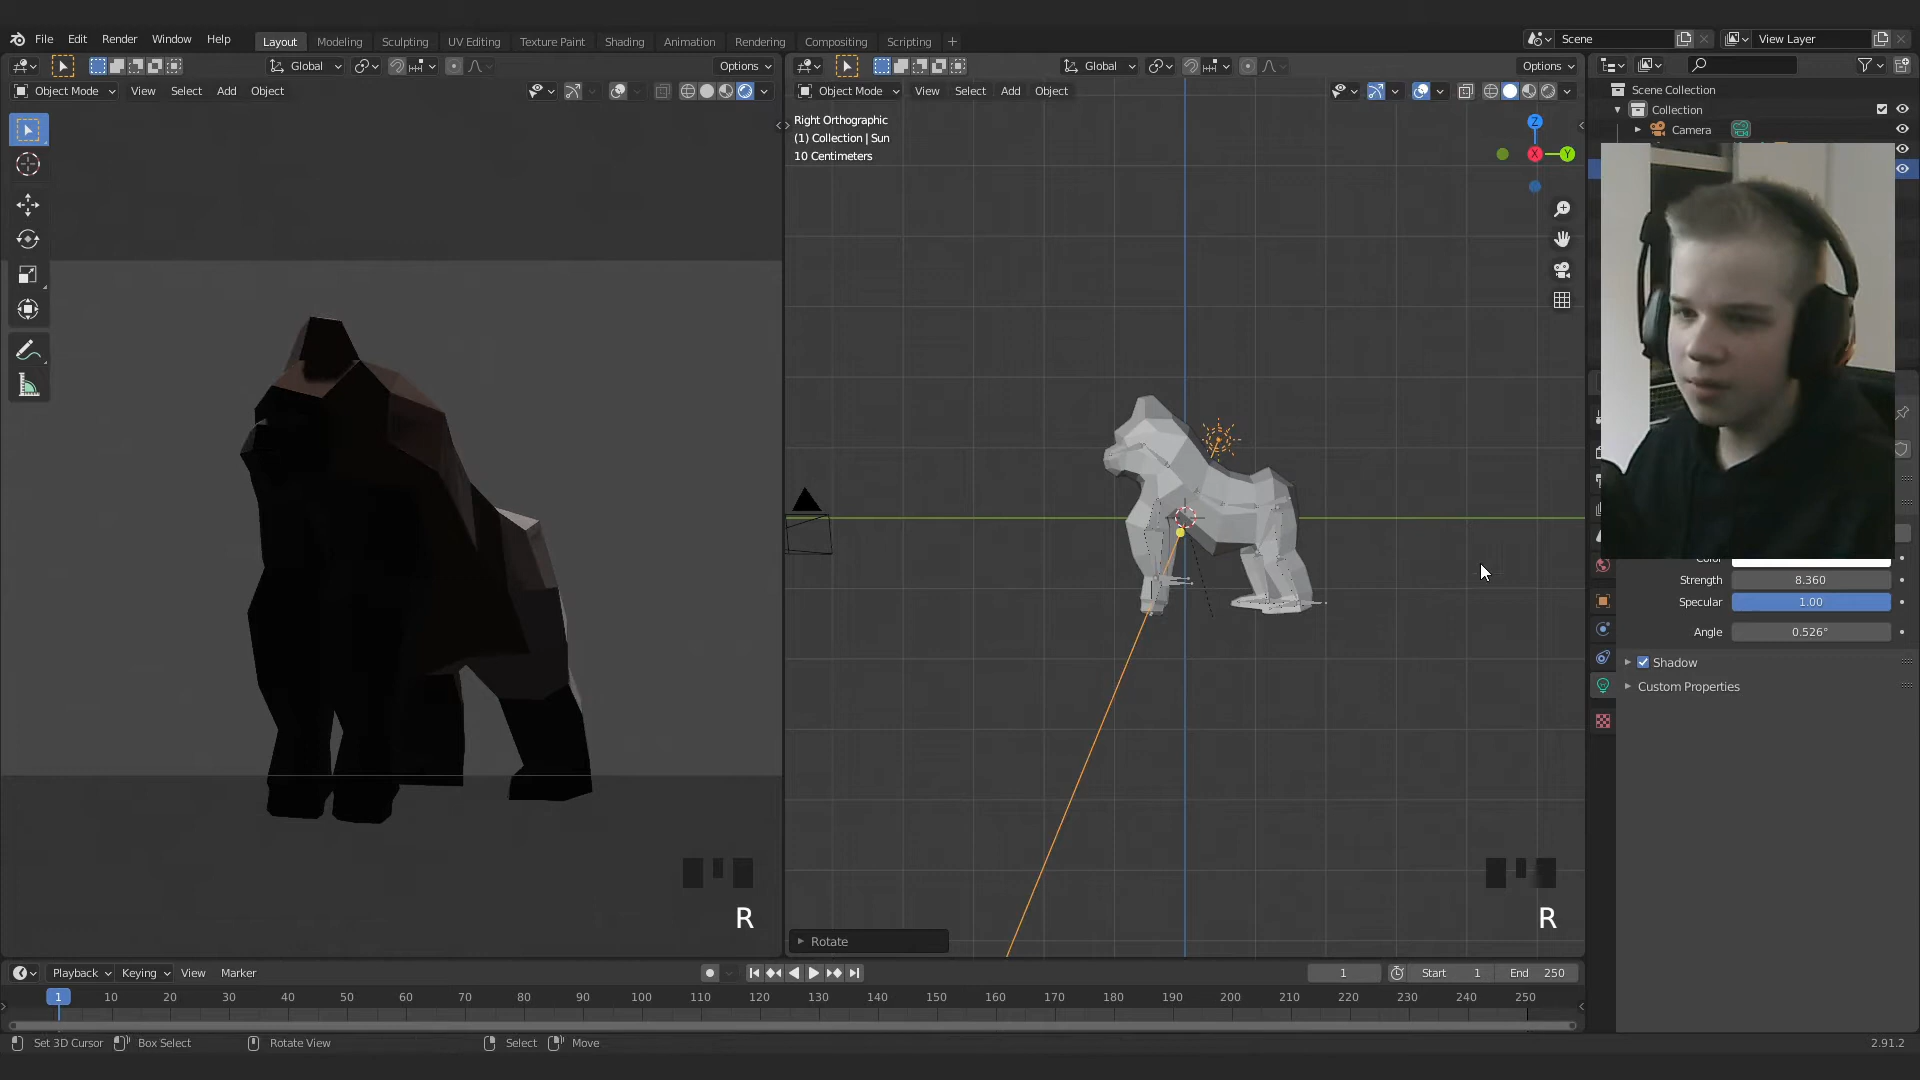 File Edit Render Window Help Layout Modeling Sculpting UV Editing Texture Paint Shading Animation Rendering Compositing Scripting + Scene View Layer
Global Options Global Options
Object Mode View Select Add Object Object Mode View Select Add Object Scene Collection
Right Orthographic
(1) Collection | Sun
10 Centimeters
Z
X
Y
Collection
Camera
Strength 8.360
Specular 1.00
Angle 0.526°
Shadow
Custom Properties
R
R
Rotate
Playback Keying View Marker 1 Start 1 End 250
1 10 20 30 40 50 60 70 80 90 100 110 120 130 140 150 160 170 180 190 200 210 220 230 240 250
Set 3D Cursor Box Select Rotate View Select Move 2.91.2